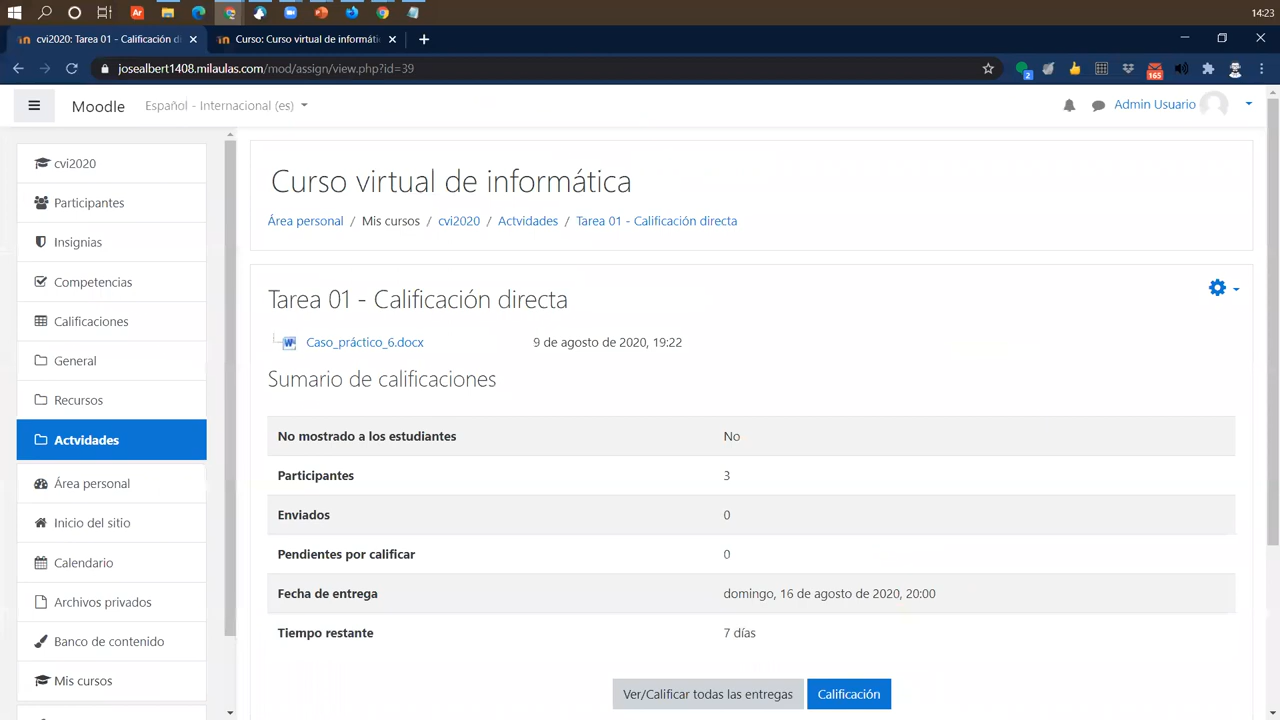 14:23
cvi2020: Tarea 01 - Calificación d
Curso: Curso virtual de informáti
josealbert1408.milaulas.com/mod/assign/view.php?id=39
2
165
Moodle
Español - Internacional (es)
Admin Usuario
cvi2020
Participantes
Insignias
Competencias
Calificaciones
General
Recursos
Actvidades
Área personal
Inicio del sitio
Calendario
Archivos privados
Banco de contenido
Mis cursos
Curso virtual de informática
Área personal / Mis cursos / cvi2020 / Actvidades / Tarea 01 - Calificación directa
Tarea 01 - Calificación directa
Caso_práctico_6.docx 9 de agosto de 2020, 19:22
Sumario de calificaciones
No mostrado a los estudiantes No
Participantes 3
Enviados 0
Pendientes por calificar 0
Fecha de entrega domingo, 16 de agosto de 2020, 20:00
Tiempo restante 7 días
Ver/Calificar todas las entregas Calificación